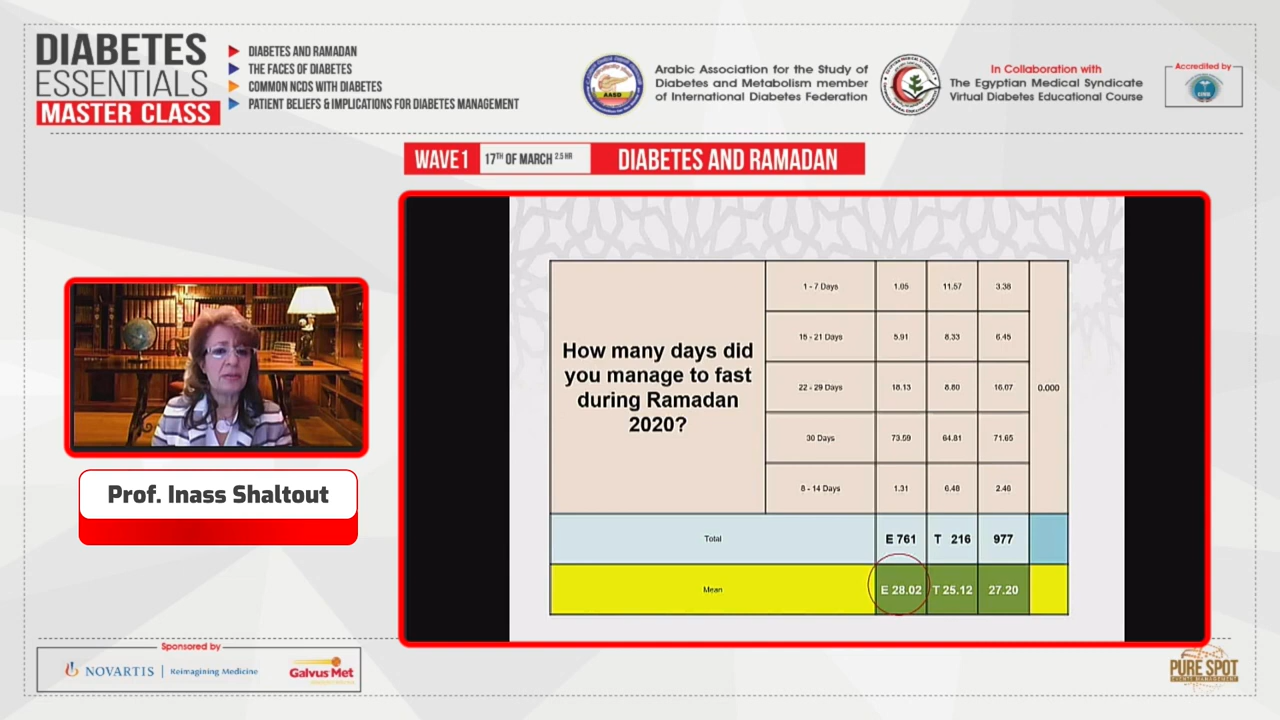 DIABETES
ESSENTIALS
MASTER CLASS
DIABETES AND RAMADAN
THE FACES OF DIABETES
COMMON NCDS WITH DIABETES
PATIENT BELIEFS & IMPLICATIONS FOR DIABETES MANAGEMENT
AASD
Arabic Association for the Study of
Diabetes and Metabolism member
of International Diabetes Federation
In Collaboration with
The Egyptian Medical Syndicate
Virtual Diabetes Educational Course
Accredited by
WAVE1 17TH OF MARCH 2.5 HR DIABETES AND RAMADAN
How many days did
you manage to fast
during Ramadan
2020?
1 - 7 Days 1.05 11.57 3.38
15 - 21 Days 5.91 8.33 6.45
22 - 29 Days 18.13 8.80 16.07 0.000
30 Days 73.59 64.81 71.65
8 - 14 Days 1.31 6.48 2.46
Total E 761 T 216 977
Mean E 28.02 T 25.12 27.20
Prof. Inass Shaltout
Sponsored by
NOVARTIS | Reimagining Medicine
Galvus Met
PURE SPOT
EVENTS MANAGEMENT